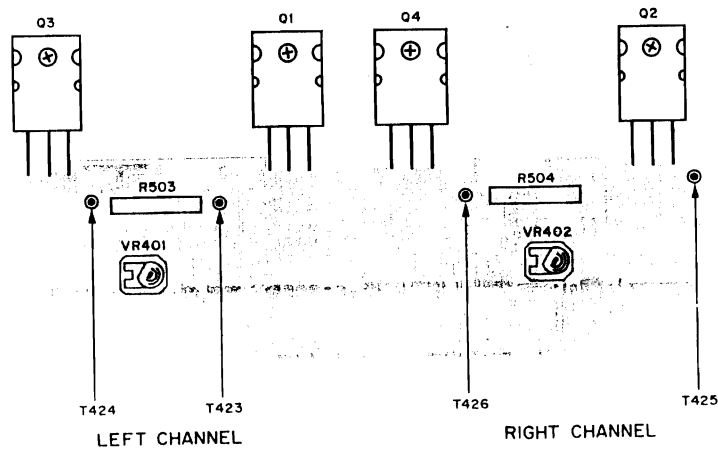 Q3 Q1 Q4 Q2
R503 R504
VR401 VR402
T424 T423 T426 T425
LEFT CHANNEL RIGHT CHANNEL